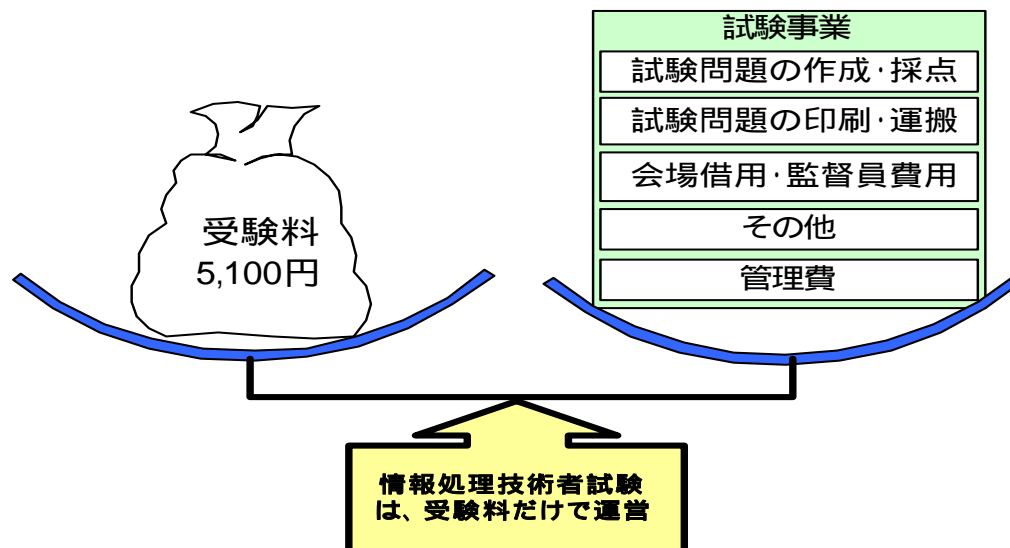 試験事業
試験問題の作成·採点
試験問題の印刷·運搬
会場借用·監督員費用
その他
管理費
受験料
5,100円
情報処理技術者試験
は、受験料だけで運営